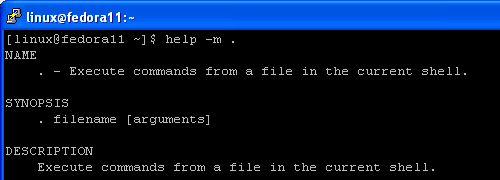 linux@fedora11:~
[linux@fedora11 ~]$ help -m .
NAME
    . - Execute commands from a file in the current shell.

SYNOPSIS
    . filename [arguments]

DESCRIPTION
    Execute commands from a file in the current shell.